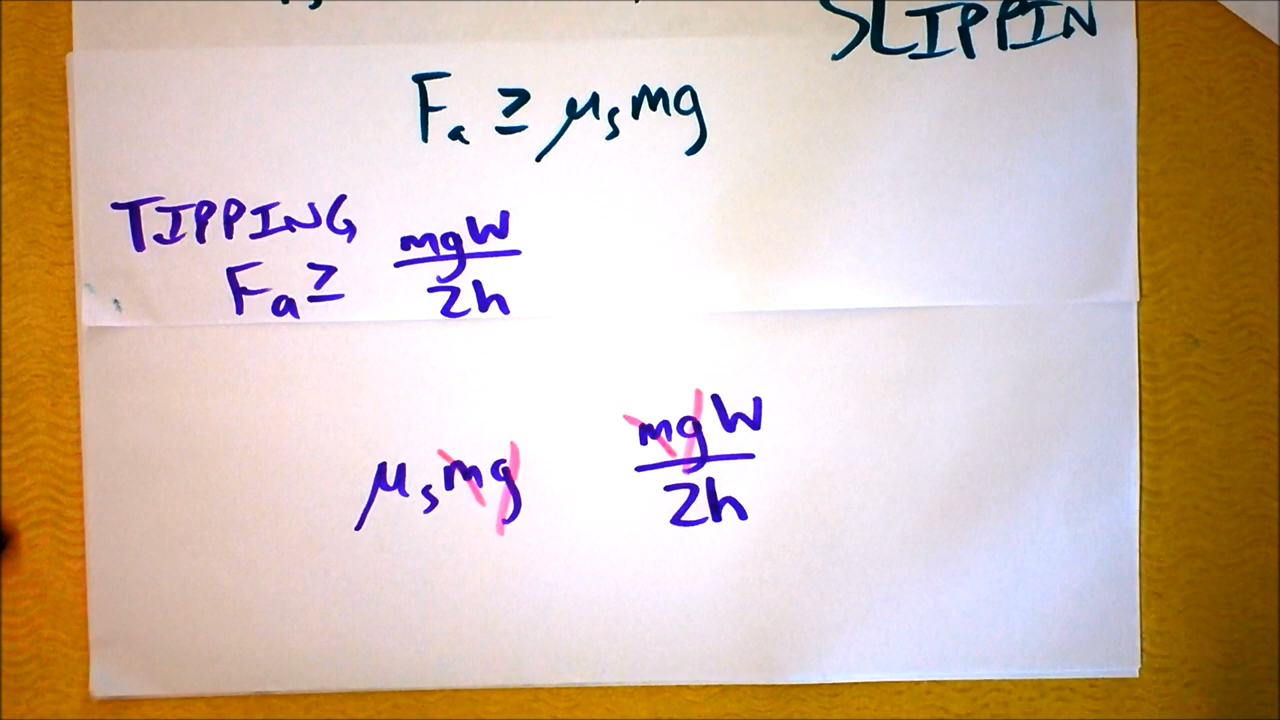 SLIPPIN
Fₐ ≥ μₛmg
TIPPING
Fₐ ≥ mgW/2h
μₛmg mgW/2h